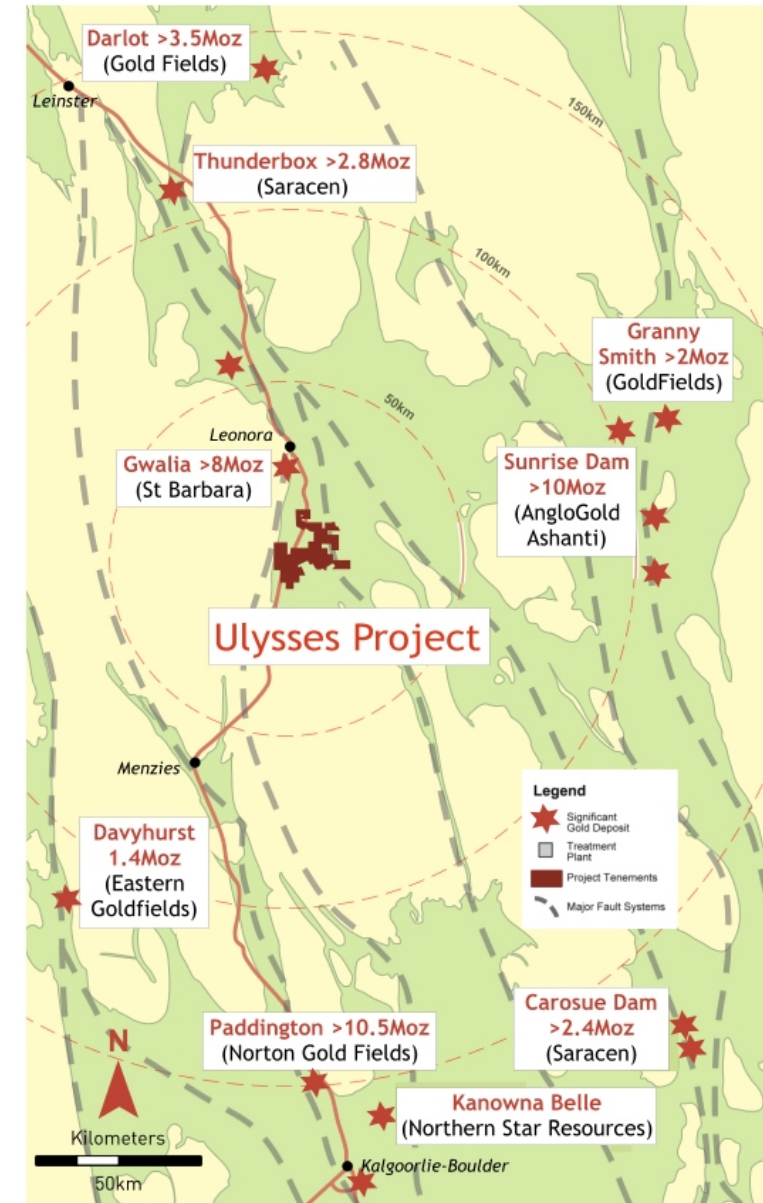 Darlot >3.5Moz
(Gold Fields)
Leinster
150km
Thunderbox >2.8Moz
(Saracen)
100km
Granny
Smith >2Moz
(GoldFields)
50km
Leonora
Gwalia >8Moz
(St Barbara)
Sunrise Dam
>10Moz
(AngloGold
Ashanti)
Ulysses Project
Menzies
Legend
Significant
Gold Deposit
Treatment
Plant
Project Tenements
Major Fault Systems
Davyhurst
1.4Moz
(Eastern
Goldfields)
Carosue Dam
>2.4Moz
(Saracen)
Paddington >10.5Moz
(Norton Gold Fields)
N
Kanowna Belle
(Northern Star Resources)
Kilometers
50km
Kalgoorlie-Boulder